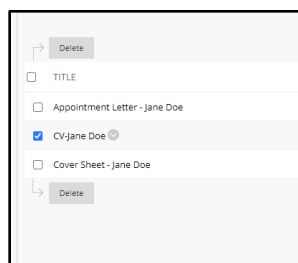 Delete
TITLE
Appointment Letter - Jane Doe
CV-Jane Doe
Cover Sheet - Jane Doe
Delete